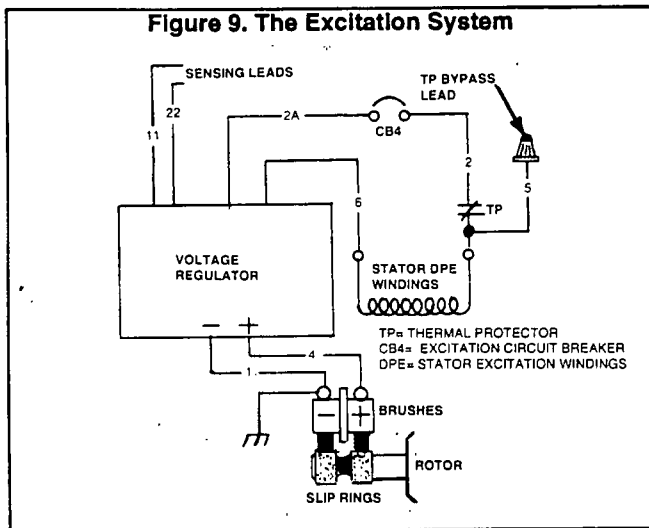 Figure 9. The Excitation System
SENSING LEADS
TP BYPASS
LEAD
11
22
2A
CB4
2
5
6
TP
VOLTAGE
REGULATOR
STATOR DPE
WINDINGS
TP= THERMAL PROTECTOR
CB4= EXCITATION CIRCUIT BREAKER
DPE= STATOR EXCITATION WINDINGS
− +
1
4
− +
BRUSHES
ROTOR
SLIP RINGS